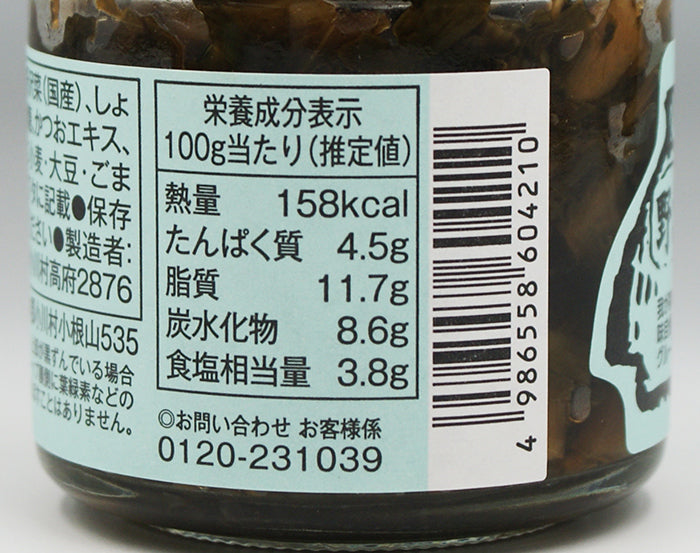 菜(国産)、しょ
かつおエキス、
麦・大豆・ごま
に記載●保存
ださい●製造者:
村高府2876
小川村小根山535
が黒ずんでいる場合
葉緑素などの
ことはありません。
栄養成分表示
100g当たり(推定値)
熱量 158kcal
たんぱく質 4.5g
脂質 11.7g
炭水化物 8.6g
食塩相当量 3.8g
◎お問い合わせ お客様係
0120-231039
4 986558 604210
野